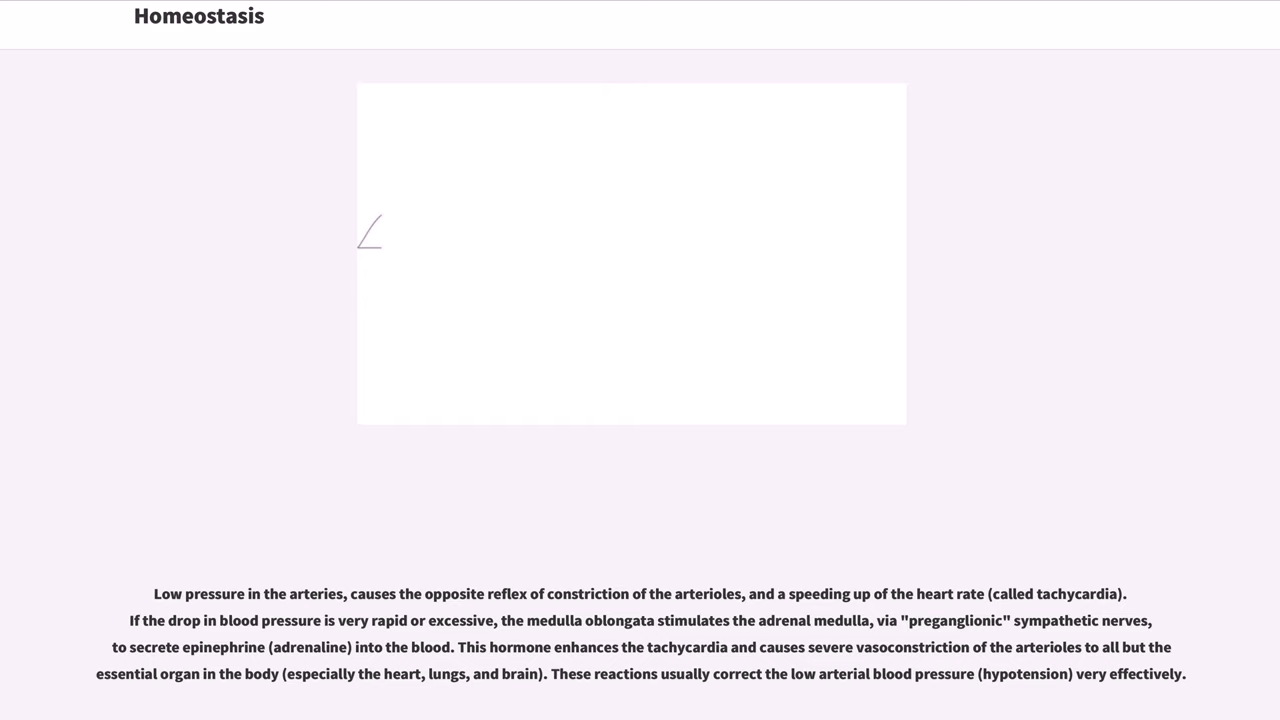 Homeostasis
Low pressure in the arteries, causes the opposite reflex of constriction of the arterioles, and a speeding up of the heart rate (called tachycardia).
If the drop in blood pressure is very rapid or excessive, the medulla oblongata stimulates the adrenal medulla, via "preganglionic" sympathetic nerves,
to secrete epinephrine (adrenaline) into the blood. This hormone enhances the tachycardia and causes severe vasoconstriction of the arterioles to all but the
essential organ in the body (especially the heart, lungs, and brain). These reactions usually correct the low arterial blood pressure (hypotension) very effectively.